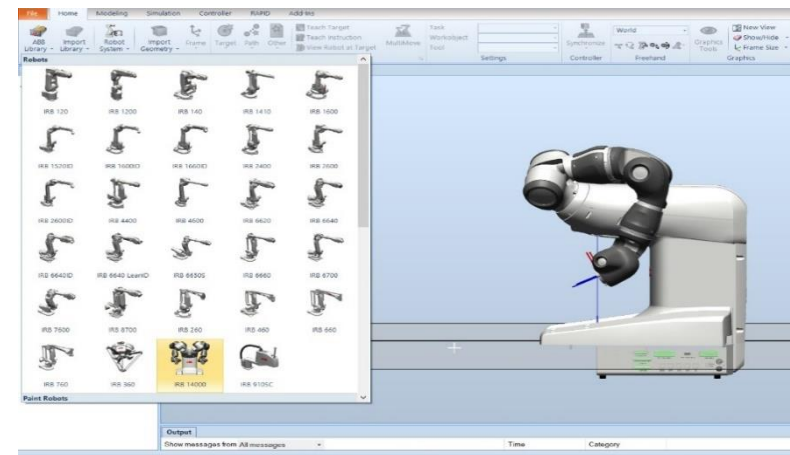 File Home Modeling Simulation Controller RAPID Add-Ins
ABB Library
Import Library
Robot System
Import Geometry
Frame
Target
Path
Other
Teach Target
Teach Instruction
View Robot at Target
MultiMove
Task
Workobject
Tool
Synchronize
World
Graphics Tools
New View
Show/Hide
Frame Size
Settings Controller Freehand Graphics
Robots
IRB 120 IRB 1200 IRB 140 IRB 1410 IRB 1600
IRB 1520ID IRB 1600ID IRB 1660ID IRB 2400 IRB 2600
IRB 2600ID IRB 4400 IRB 4600 IRB 6620 IRB 6640
IRB 6640ID IRB 6640 LeanID IRB 6650S IRB 6660 IRB 6700
IRB 7600 IRB 8700 IRB 260 IRB 460 IRB 660
IRB 760 IRB 360 IRB 14000 IRB 910SC
Paint Robots
Output
Show messages from All messages Time Category